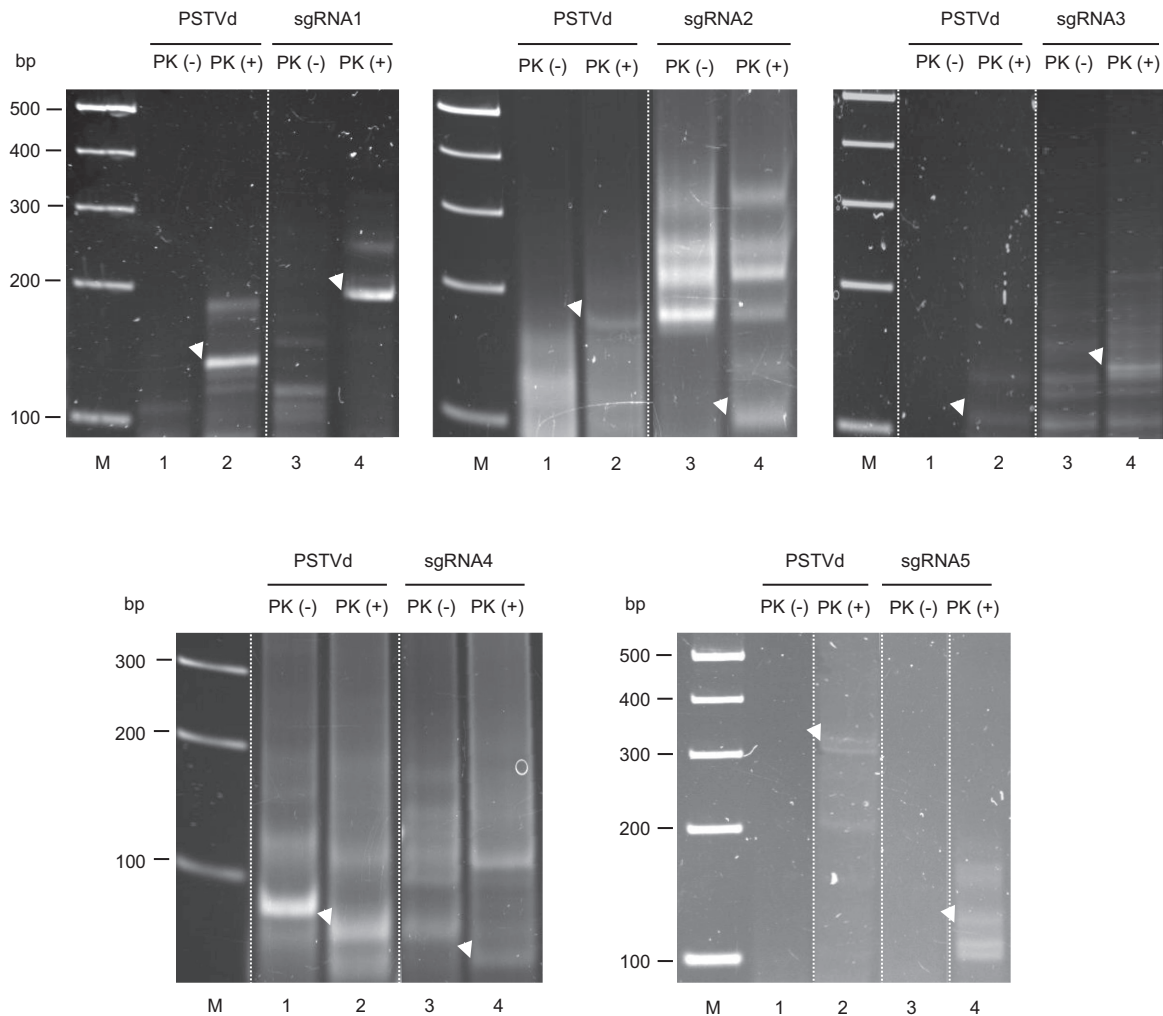 PSTVd sgRNA1 PSTVd sgRNA2 PSTVd sgRNA3
bp PK (-) PK (+) PK (-) PK (+) PK (-) PK (+) PK (-) PK (+) PK (-) PK (+) PK (-) PK (+)
500
400
300
200
100
M 1 2 3 4 M 1 2 3 4 M 1 2 3 4
PSTVd sgRNA4 PSTVd sgRNA5
bp PK (-) PK (+) PK (-) PK (+) bp PK (-) PK (+) PK (-) PK (+)
300 500
400
200 300
200
100
100
M 1 2 3 4 M 1 2 3 4